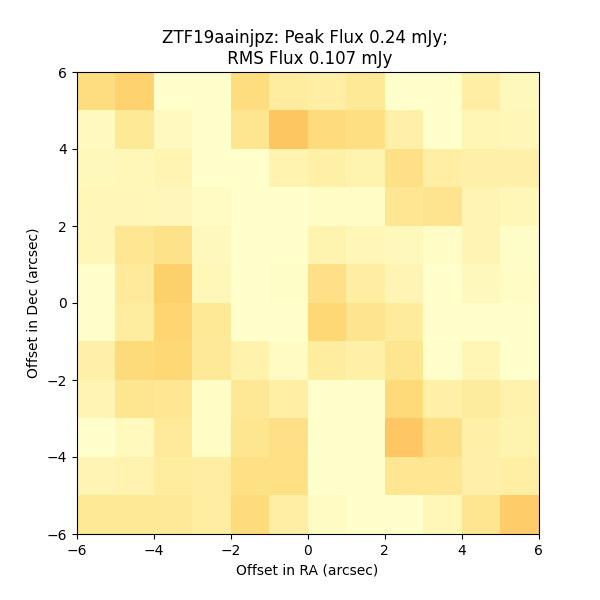 ZTF19aainjpz: Peak Flux 0.24 mJy;
RMS Flux 0.107 mJy
6
4
2
0
−2
−4
−6
Offset in Dec (arcsec)
−6 −4 −2 0 2 4 6
Offset in RA (arcsec)